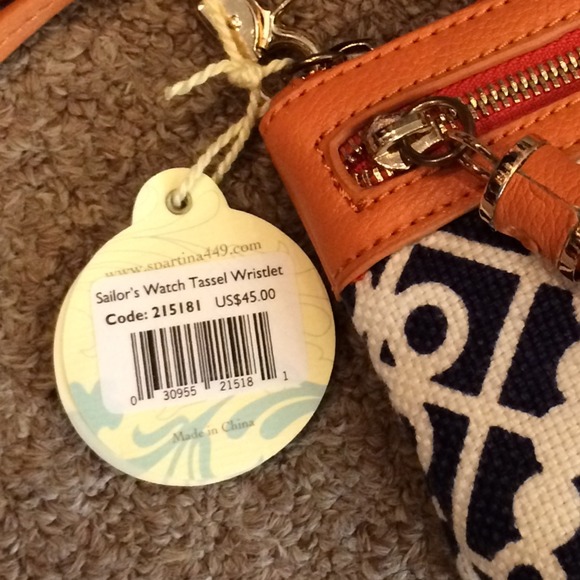 www.spartina449.com
Sailor's Watch Tassel Wristlet
Code: 215181 US$45.00
0 30955 21518 1
Made in China